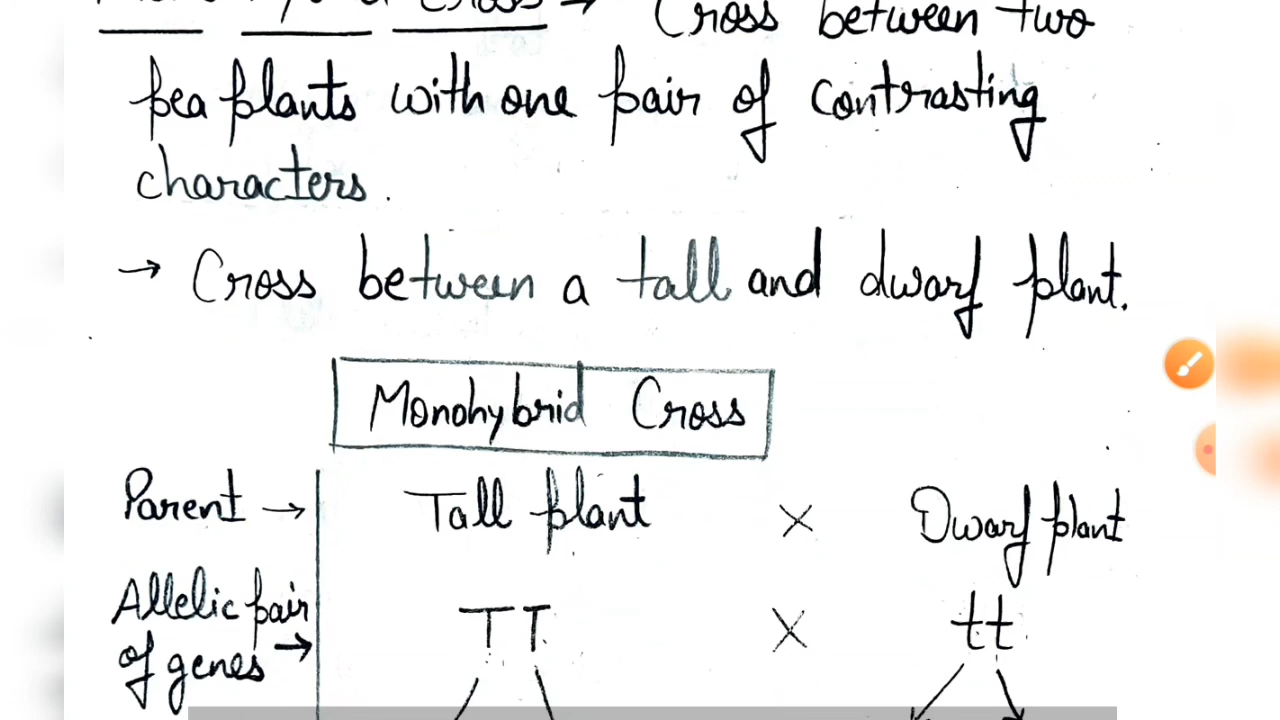 Cross → Cross between two
pea plants with one pair of contrasting
characters.
→ Cross between a tall and dwarf plant.
Monohybrid Cross
Parent → Tall plant × Dwarf plant
Allelic pair
of genes → TT × tt